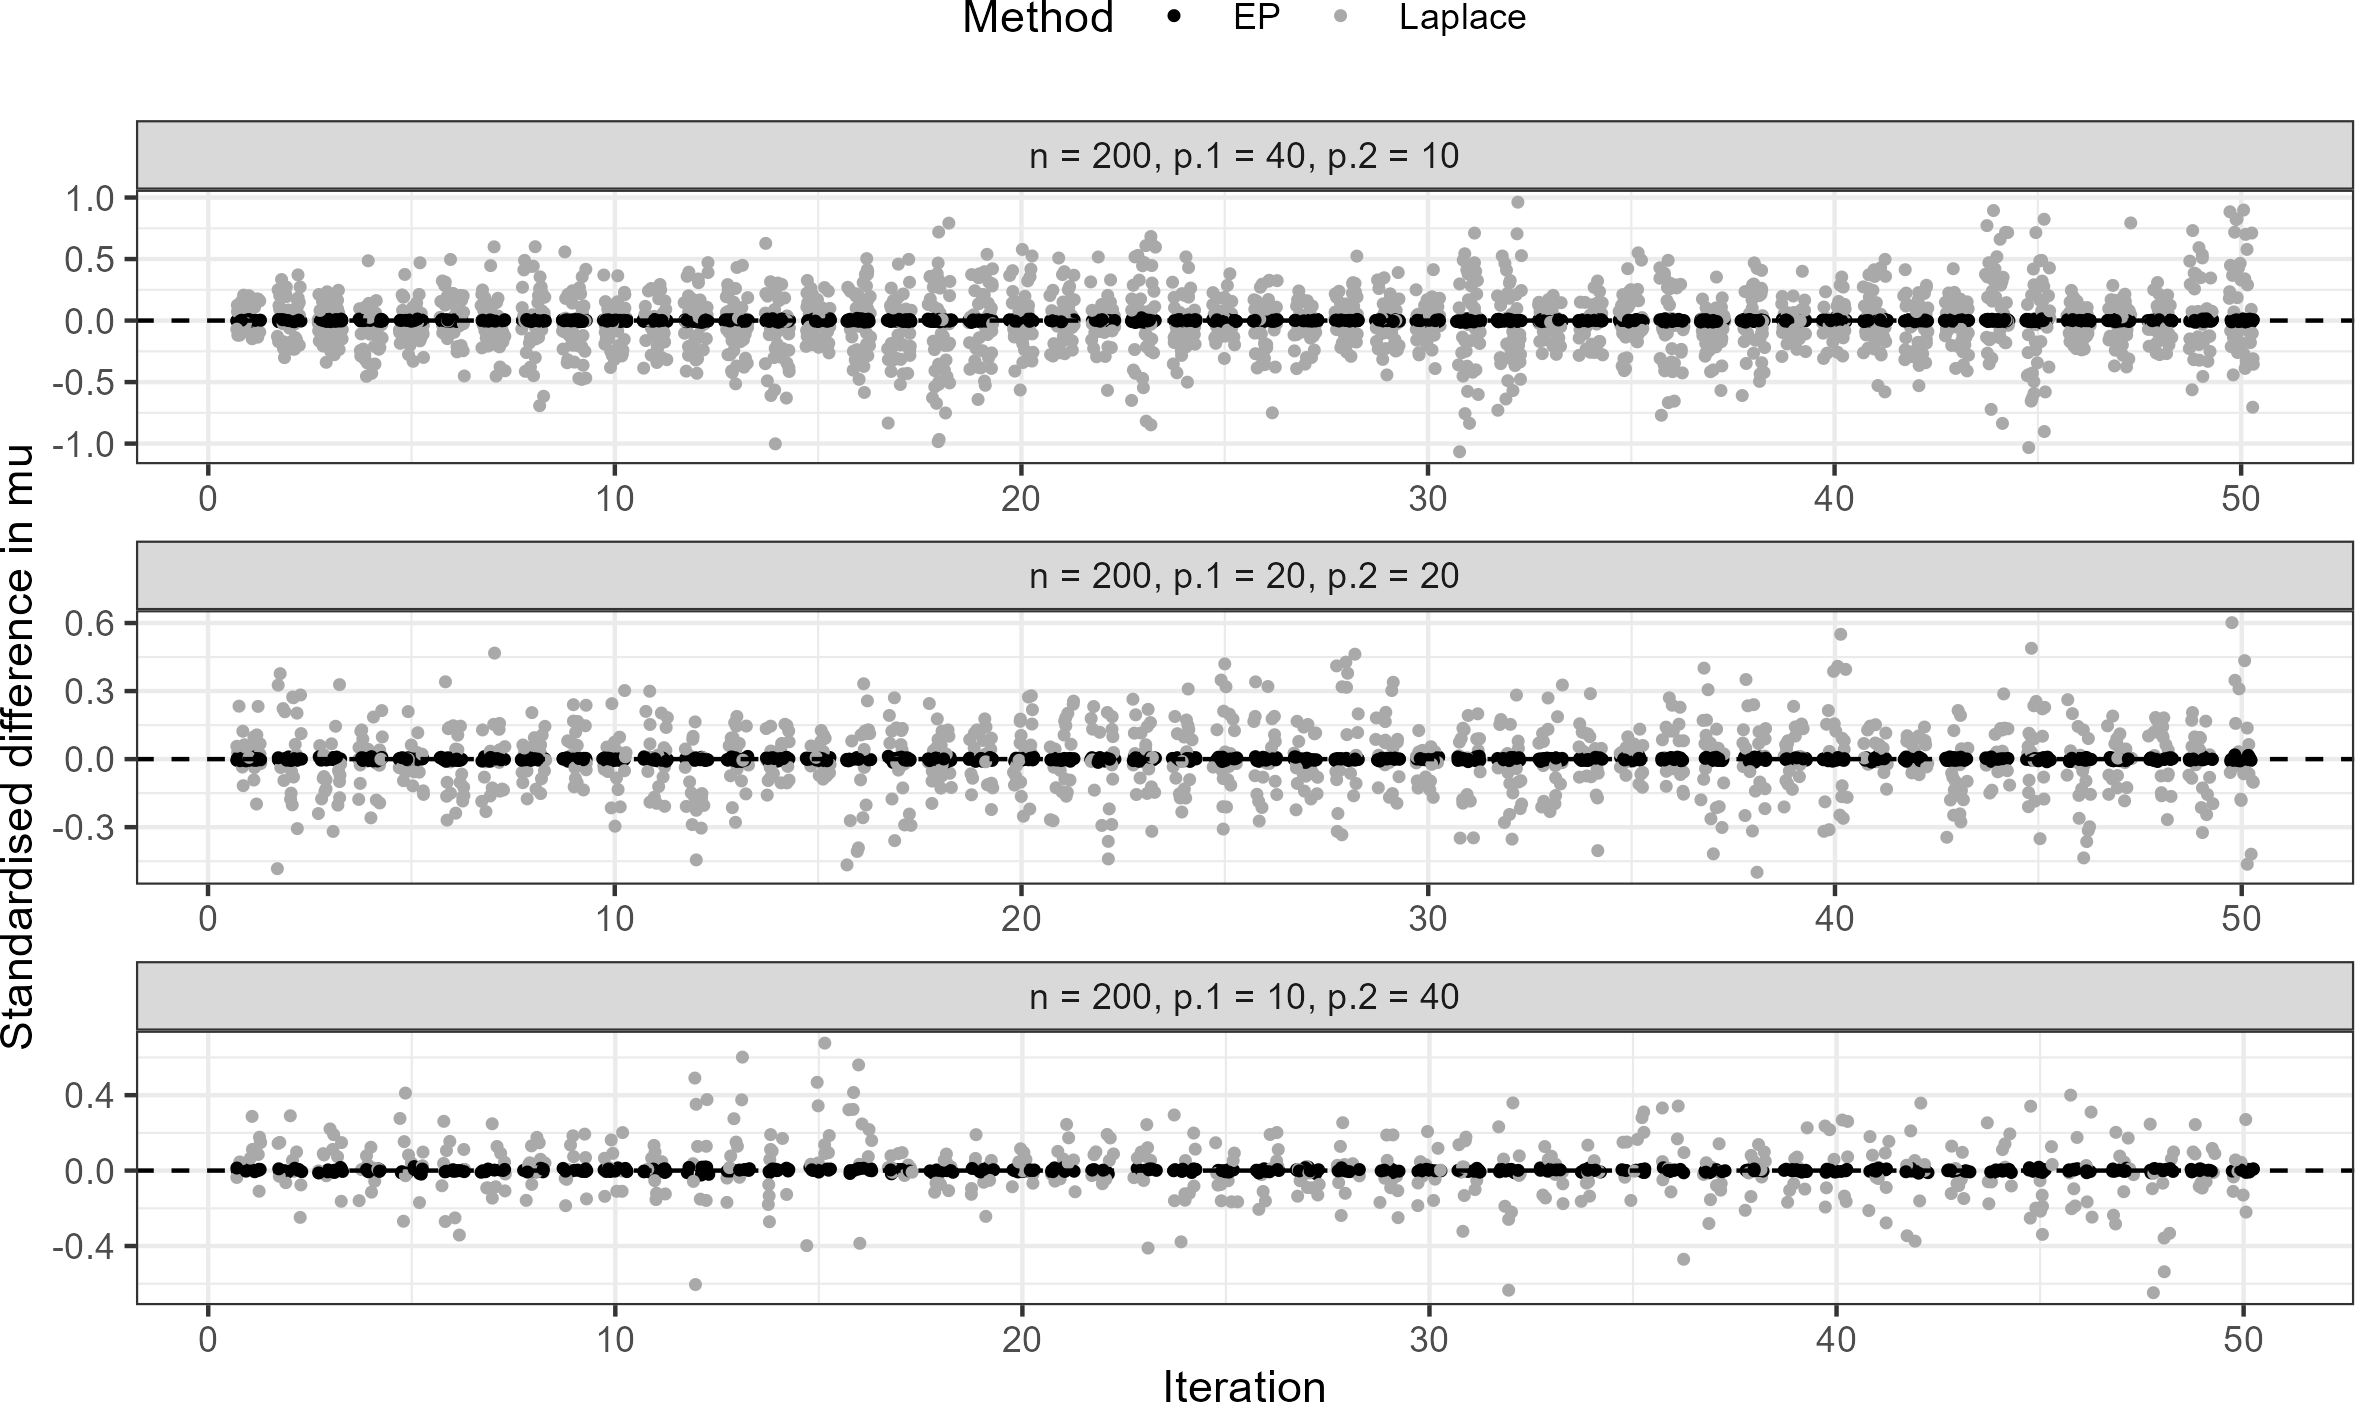 Method EP Laplace
n = 200, p.1 = 40, p.2 = 10
1.0
0.5
0.0
-0.5
-1.0
0 10 20 30 40 50
Standardised difference in mu
n = 200, p.1 = 20, p.2 = 20
0.6
0.3
0.0
-0.3
0 10 20 30 40 50
n = 200, p.1 = 10, p.2 = 40
0.4
0.0
-0.4
0 10 20 30 40 50
Iteration